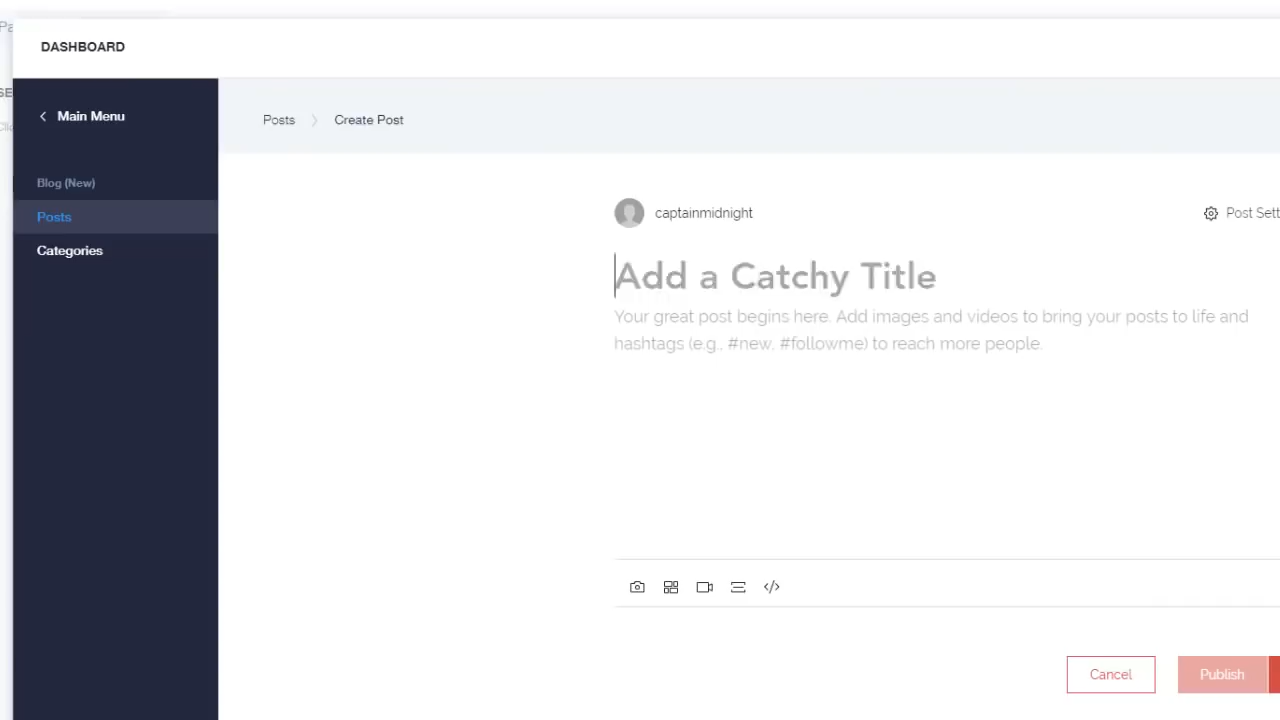 DASHBOARD
Main Menu
Posts
Create Post
Blog (New)
Posts
Categories
captainmidnight
Post Sett
Add a Catchy Title
Your great post begins here. Add images and videos to bring your posts to life and
hashtags (e.g., #new, #followme) to reach more people.
Cancel
Publish